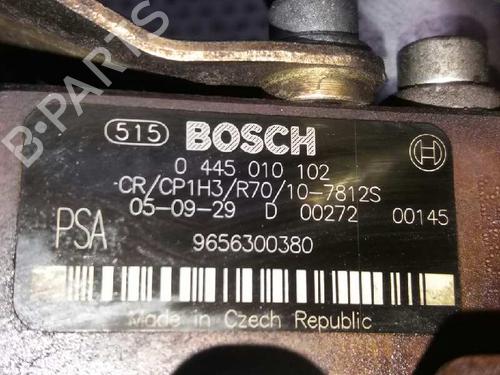 B-PARTS
515 BOSCH
0 445 010 102
CR/CP1H3/R70/10-7812S
05-09-29 D 00272 00145
PSA
9656300380
Made in Czech Republic